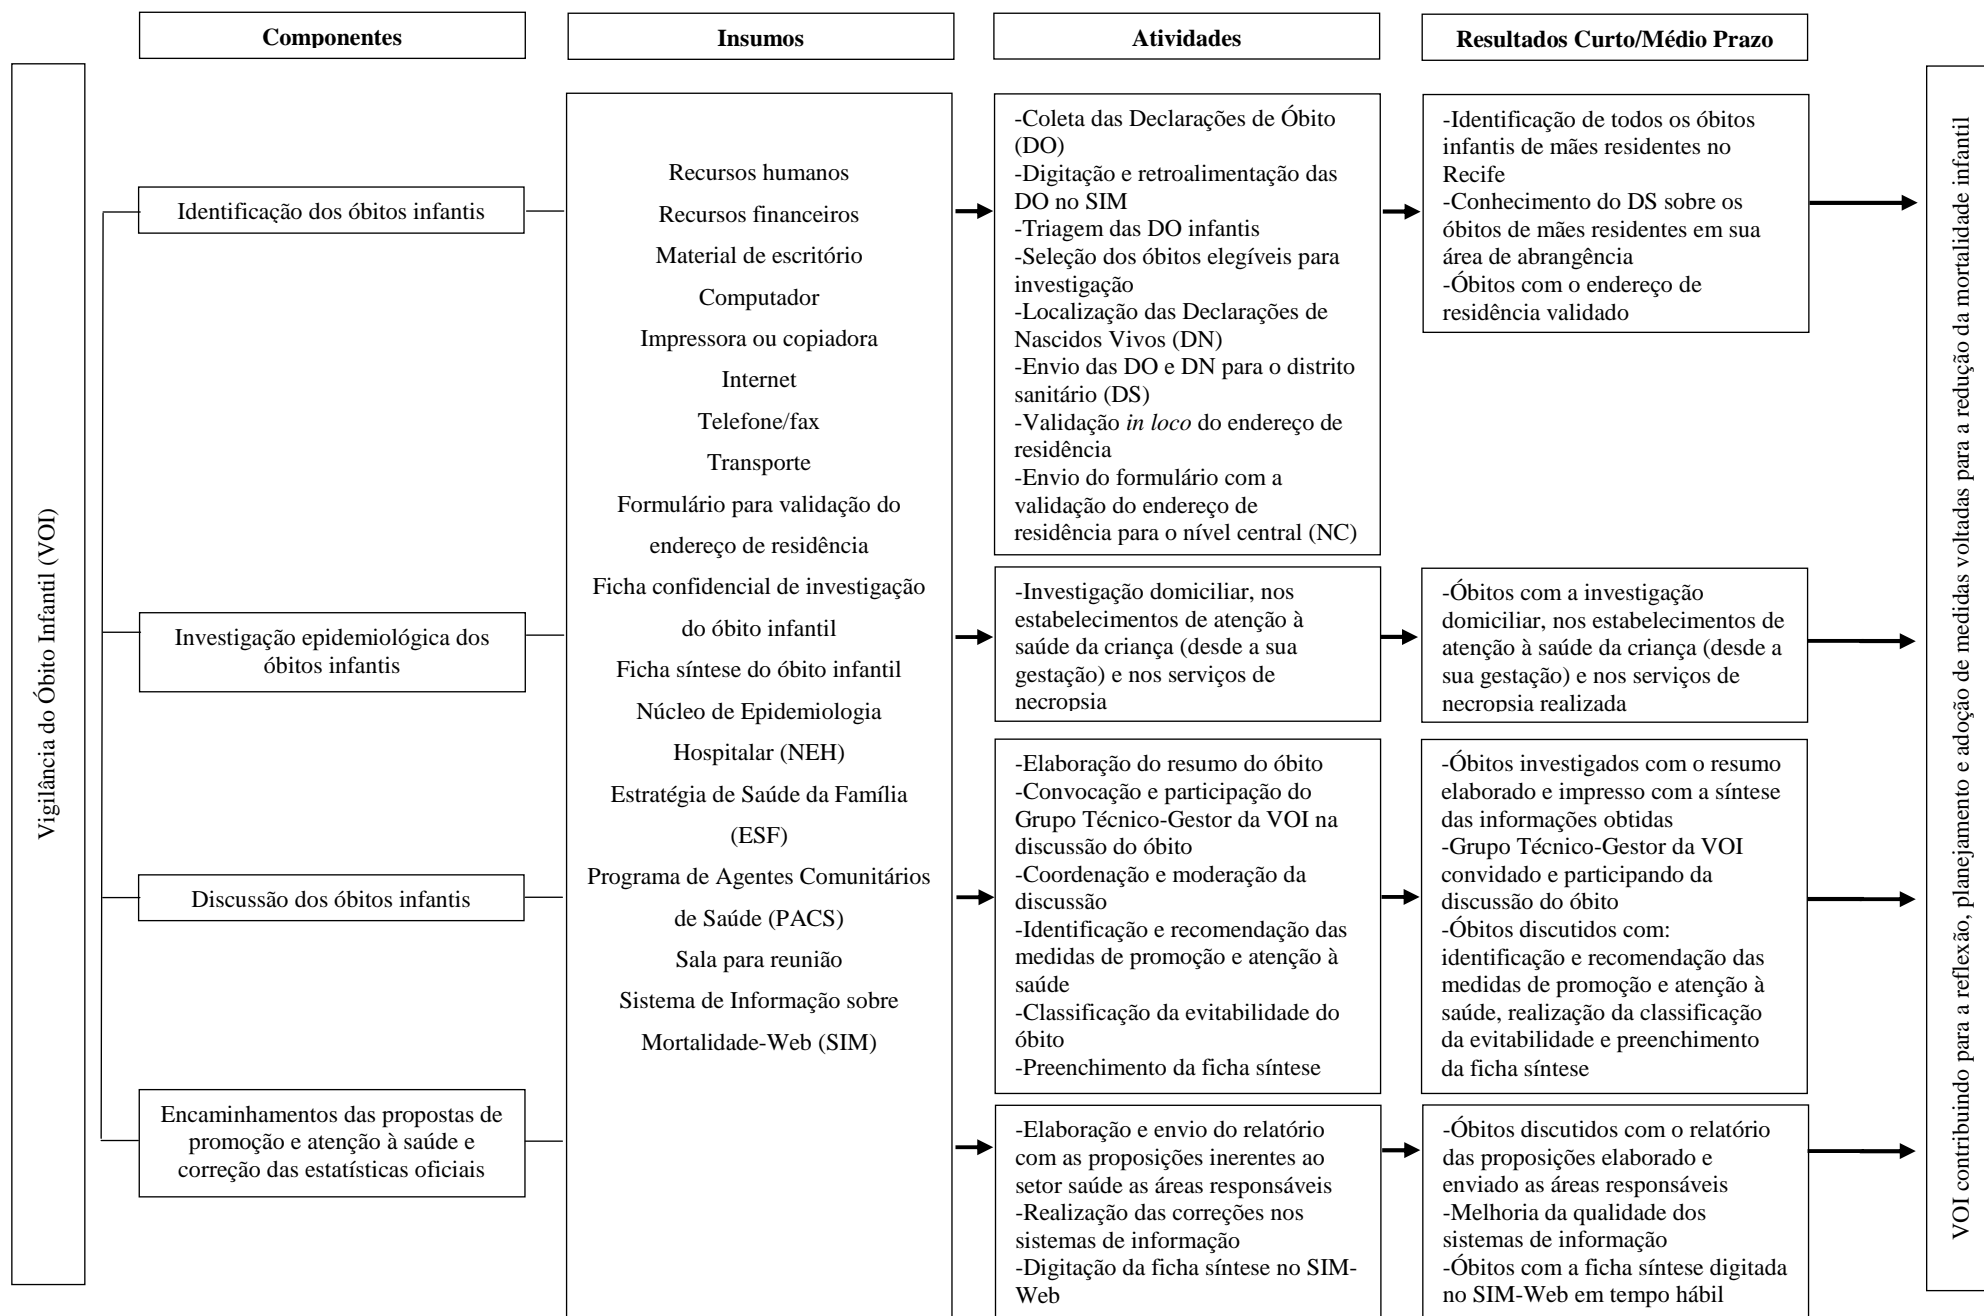 Componentes
Insumos
Atividades
Resultados Curto/Médio Prazo
Vigilância do Óbito Infantil (VOI)
Identificação dos óbitos infantis
Investigação epidemiológica dos
óbitos infantis
Discussão dos óbitos infantis
Encaminhamentos das propostas de
promoção e atenção à saúde e
correção das estatísticas oficiais
Recursos humanos
Recursos financeiros
Material de escritório
Computador
Impressora ou copiadora
Internet
Telefone/fax
Transporte
Formulário para validação do
endereço de residência
Ficha confidencial de investigação
do óbito infantil
Ficha síntese do óbito infantil
Núcleo de Epidemiologia
Hospitalar (NEH)
Estratégia de Saúde da Família
(ESF)
Programa de Agentes Comunitários
de Saúde (PACS)
Sala para reunião
Sistema de Informação sobre
Mortalidade-Web (SIM)
-Coleta das Declarações de Óbito
(DO)
-Digitação e retroalimentação das
DO no SIM
-Triagem das DO infantis
-Seleção dos óbitos elegíveis para
investigação
-Localização das Declarações de
Nascidos Vivos (DN)
-Envio das DO e DN para o distrito
sanitário (DS)
-Validação in loco do endereço de
residência
-Envio do formulário com a
validação do endereço de
residência para o nível central (NC)
-Investigação domiciliar, nos
estabelecimentos de atenção à
saúde da criança (desde a sua
gestação) e nos serviços de
necropsia
-Elaboração do resumo do óbito
-Convocação e participação do
Grupo Técnico-Gestor da VOI na
discussão do óbito
-Coordenação e moderação da
discussão
-Identificação e recomendação das
medidas de promoção e atenção à
saúde
-Classificação da evitabilidade do
óbito
-Preenchimento da ficha síntese
-Elaboração e envio do relatório
com as proposições inerentes ao
setor saúde as áreas responsáveis
-Realização das correções nos
sistemas de informação
-Digitação da ficha síntese no SIM-
Web
-Identificação de todos os óbitos
infantis de mães residentes no
Recife
-Conhecimento do DS sobre os
óbitos de mães residentes em sua
área de abrangência
-Óbitos com o endereço de
residência validado
-Óbitos com a investigação
domiciliar, nos estabelecimentos de
atenção à saúde da criança (desde a
sua gestação) e nos serviços de
necropsia realizada
-Óbitos investigados com o resumo
elaborado e impresso com a síntese
das informações obtidas
-Grupo Técnico-Gestor da VOI
convidado e participando da
discussão do óbito
-Óbitos discutidos com:
identificação e recomendação das
medidas de promoção e atenção à
saúde, realização da classificação
da evitabilidade e preenchimento
da ficha síntese
-Óbitos discutidos com o relatório
das proposições elaborado e
enviado as áreas responsáveis
-Melhoria da qualidade dos
sistemas de informação
-Óbitos com a ficha síntese digitada
no SIM-Web em tempo hábil
VOI contribuindo para a reflexão, planejamento e adoção de medidas voltadas para a redução da mortalidade infantil